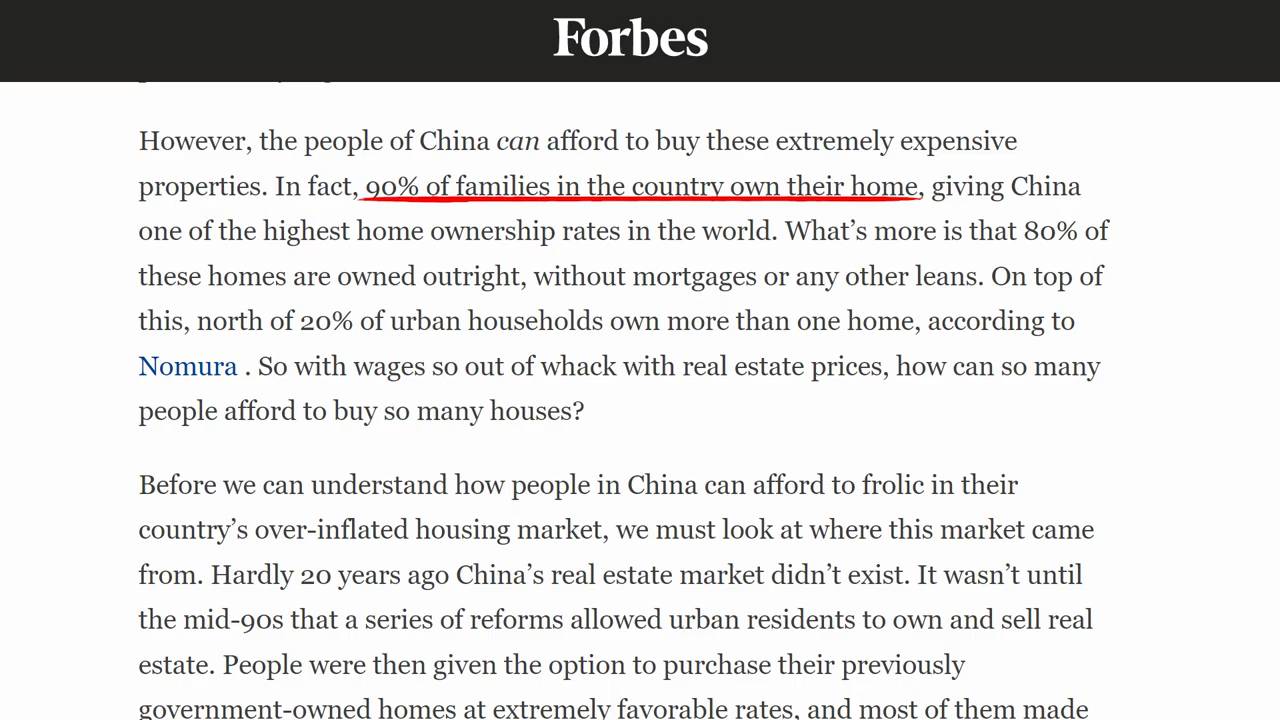 Forbes
However, the people of China can afford to buy these extremely expensive
properties. In fact, 90% of families in the country own their home, giving China
one of the highest home ownership rates in the world. What’s more is that 80% of
these homes are owned outright, without mortgages or any other leans. On top of
this, north of 20% of urban households own more than one home, according to
Nomura . So with wages so out of whack with real estate prices, how can so many
people afford to buy so many houses?
Before we can understand how people in China can afford to frolic in their
country’s over-inflated housing market, we must look at where this market came
from. Hardly 20 years ago China’s real estate market didn’t exist. It wasn’t until
the mid-90s that a series of reforms allowed urban residents to own and sell real
estate. People were then given the option to purchase their previously
government-owned homes at extremely favorable rates, and most of them made